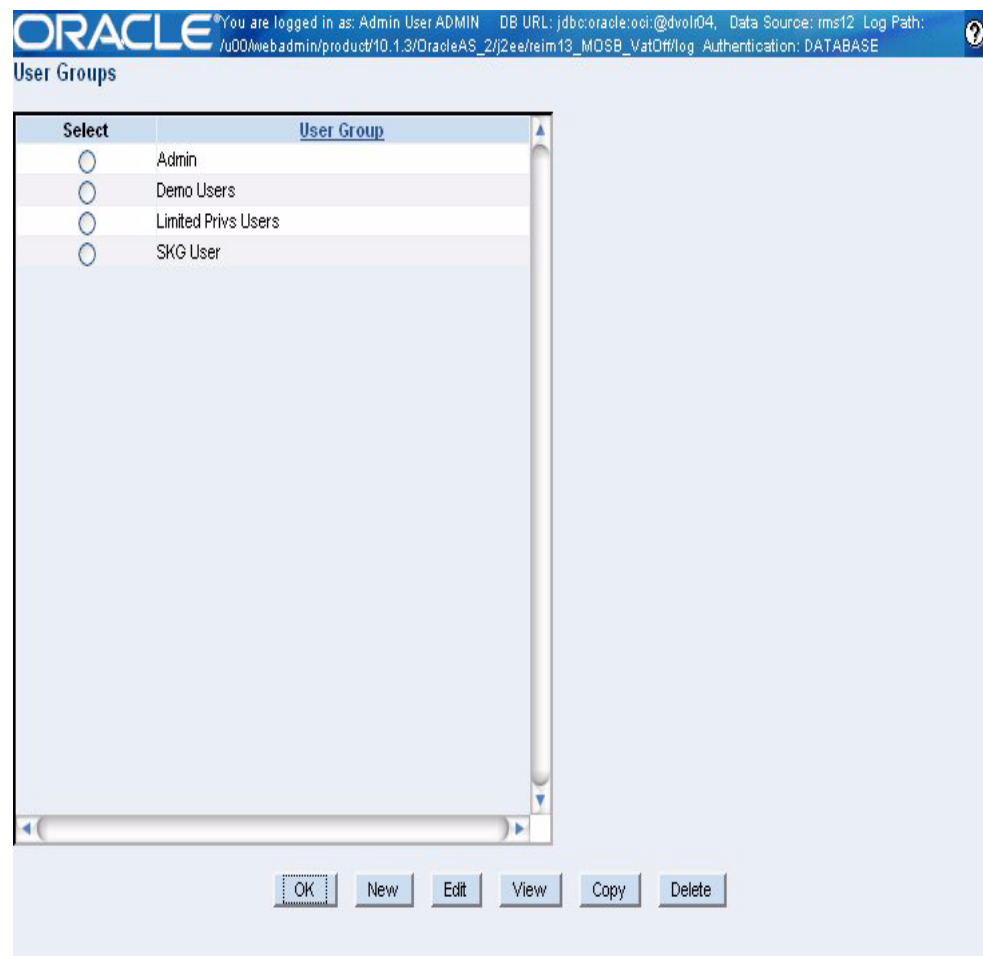 ORACLE
You are logged in as: Admin User ADMIN DB URL: jdbc:oracle:oci:@dvolr04, Data Source: rms12 Log Path:
/u00/webadmin/product/10.1.3/OracleAS_2/j2ee/reim13_MOSB_VatOff/log Authentication: DATABASE
?
User Groups
Select User Group
Admin
Demo Users
Limited Privs Users
SKG User
OK New Edit View Copy Delete